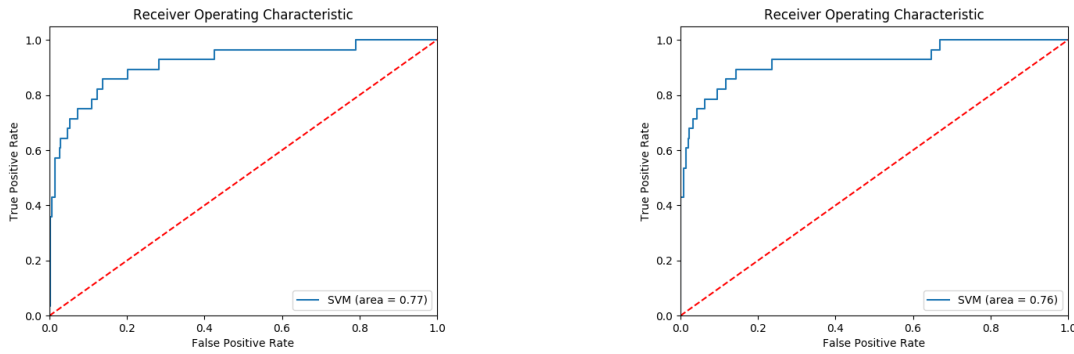 Receiver Operating Characteristic
1.0
0.8
0.6
0.4
0.2
0.0
True Positive Rate
0.0 0.2 0.4 0.6 0.8 1.0
False Positive Rate
SVM (area = 0.77)
Receiver Operating Characteristic
1.0
0.8
0.6
0.4
0.2
0.0
True Positive Rate
0.0 0.2 0.4 0.6 0.8 1.0
False Positive Rate
SVM (area = 0.76)